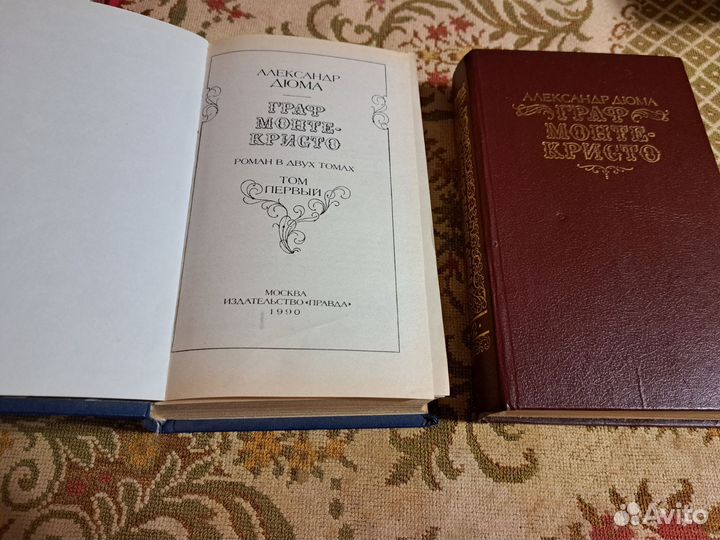 АЛЕКСАНДР
ДЮМА
ГРАФ
МОНТЕ-
КРИСТО
РОМАН В ДВУХ ТОМАХ
ТОМ
ПЕРВЫЙ
МОСКВА
ИЗДАТЕЛЬСТВО «ПРАВДА»
1990
АЛЕКСАНДР ДЮМА
ГРАФ
МОНТЕ-
КРИСТО
Avito